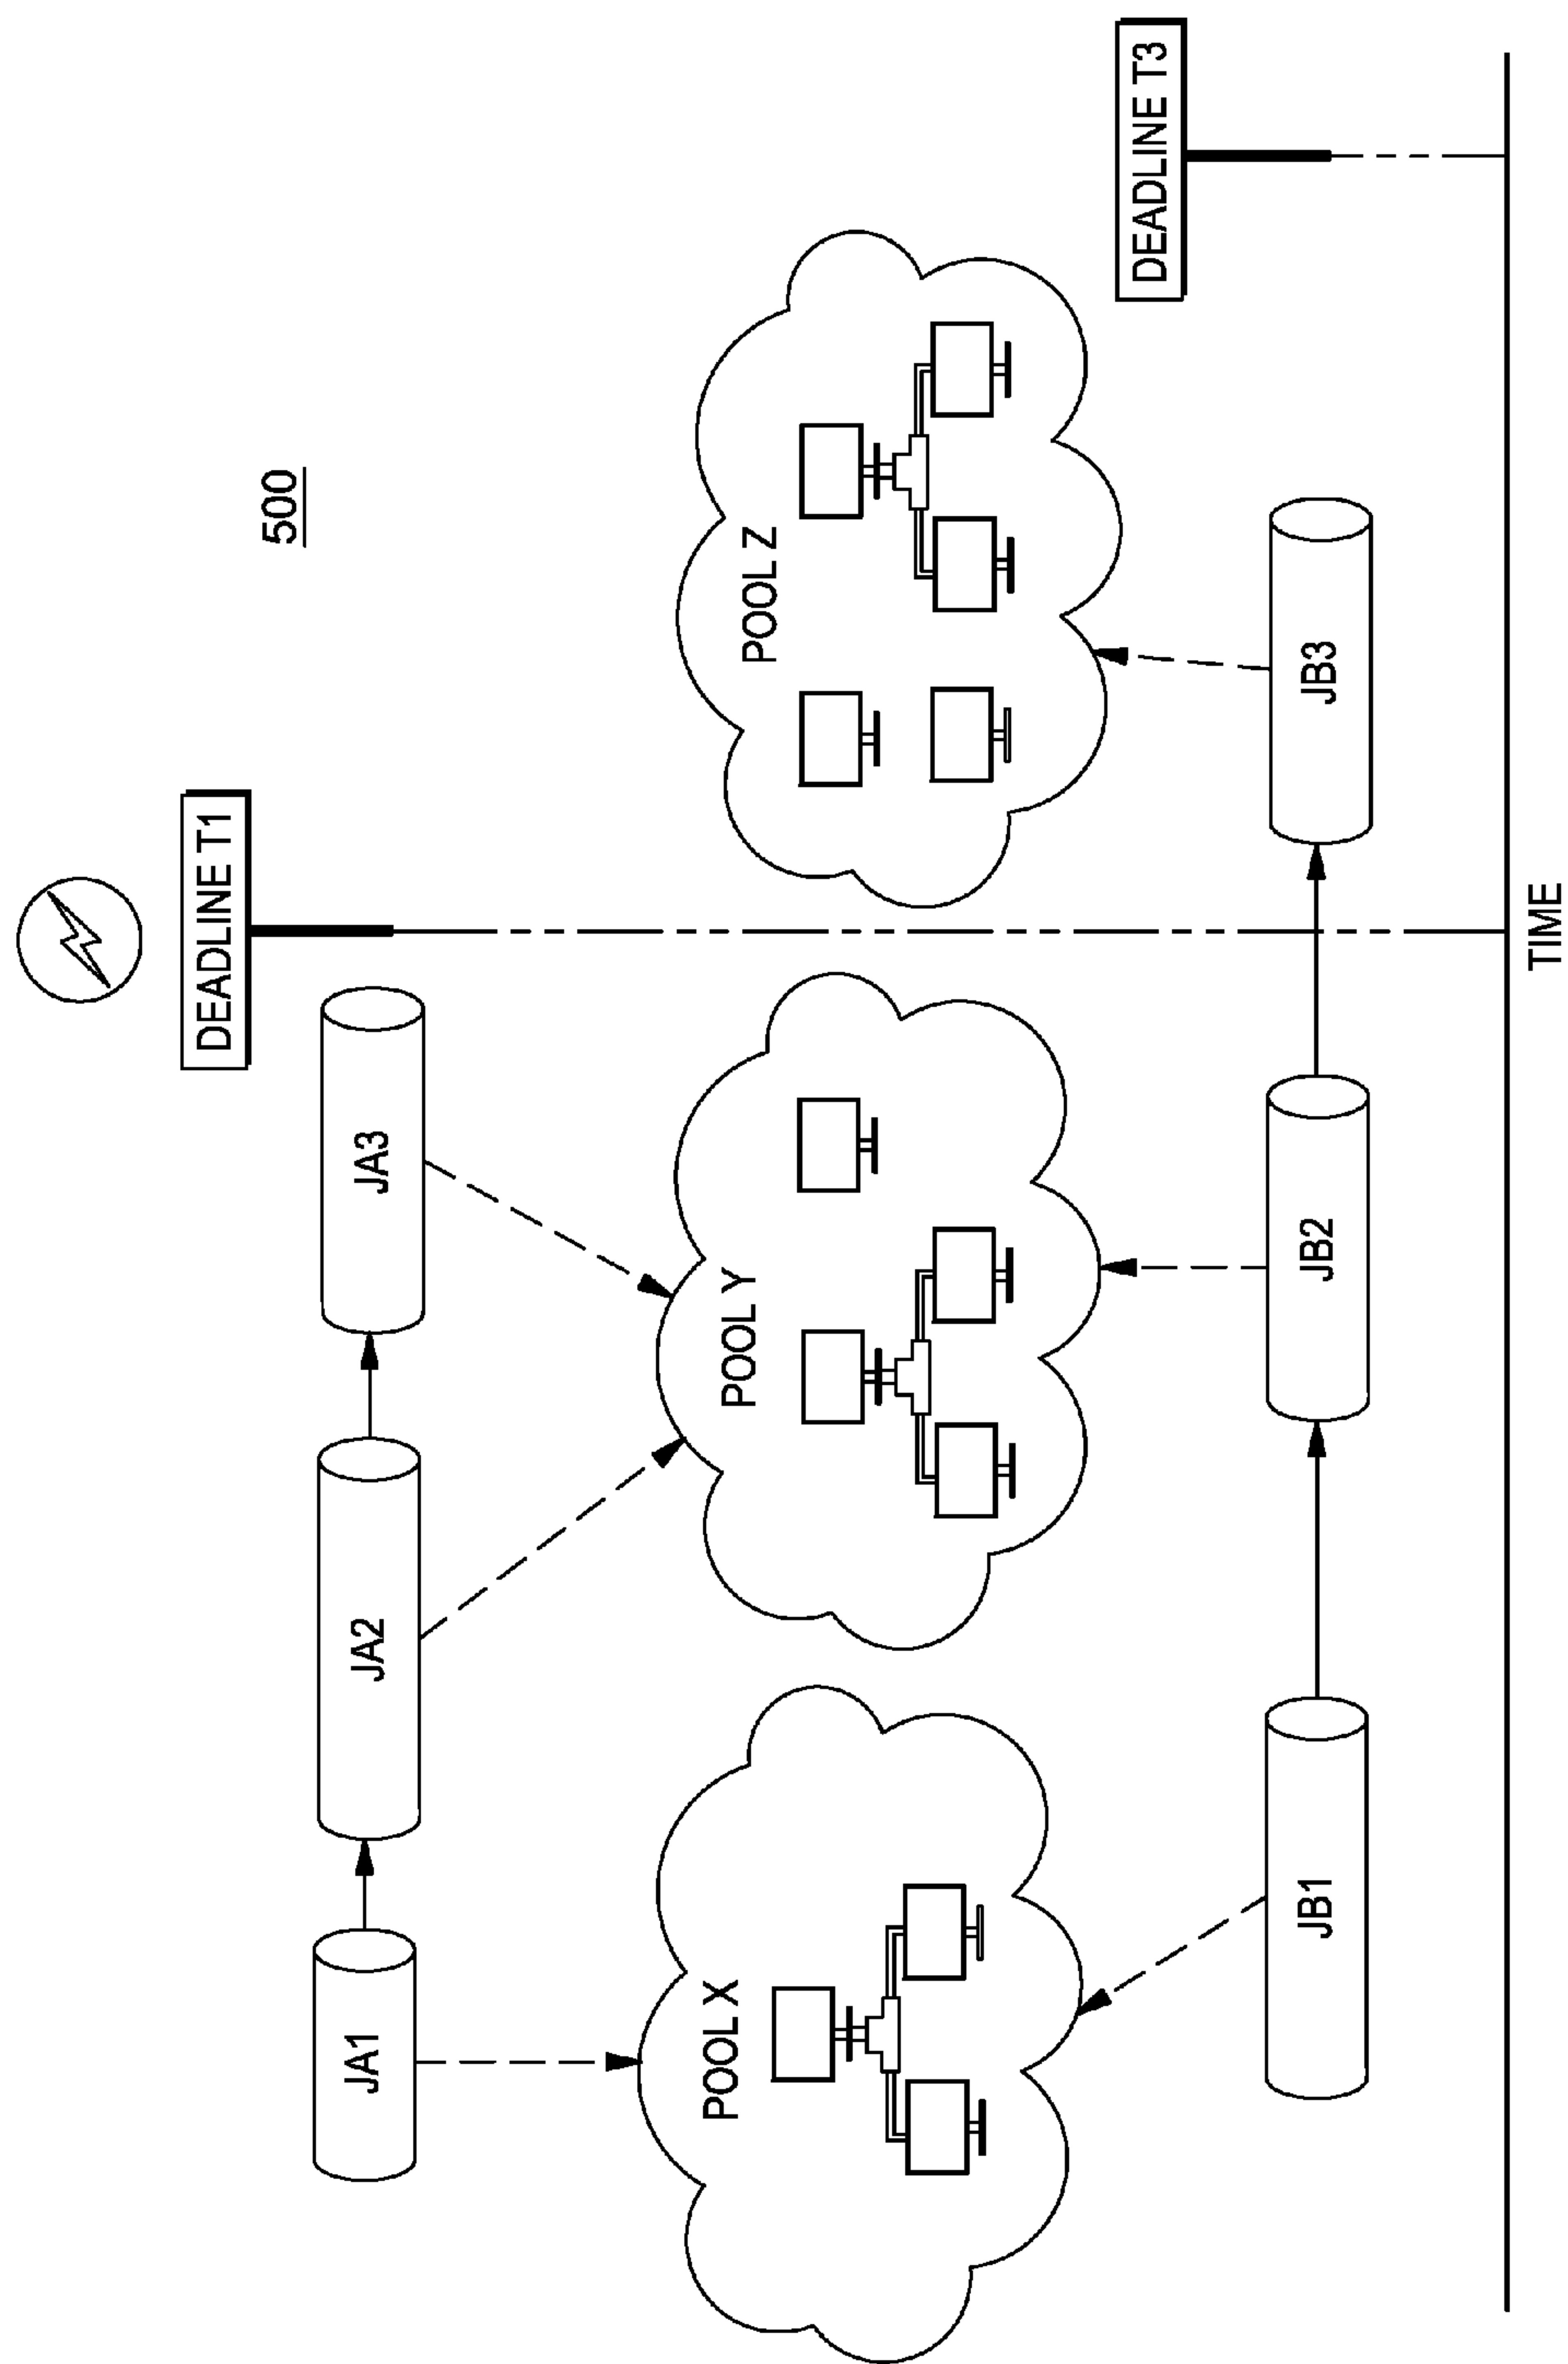 500
DEADLINE T1
JA1
JA2
JA3
POOL X
POOL Y
POOL Z
DEADLINE T3
JB1
JB2
JB3
TIME